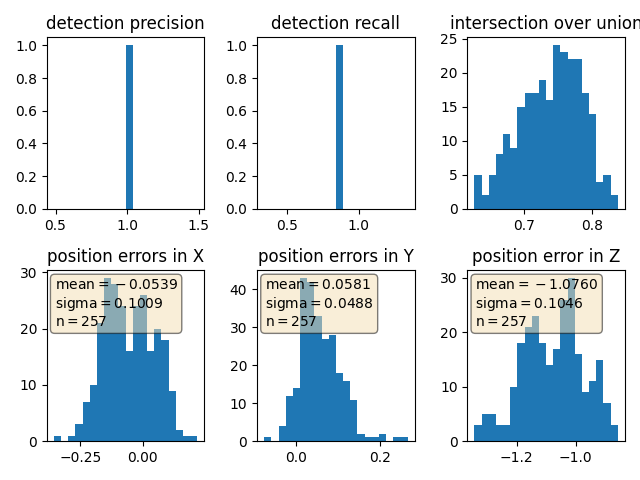 detection precision
detection recall
intersection over union
1.0
0.8
0.6
0.4
0.2
0.0
0.5
1.0
1.5
1.0
0.8
0.6
0.4
0.2
0.0
0.5
1.0
25
20
15
10
5
0
0.7
0.8
position errors in X
position errors in Y
position error in Z
30
20
10
0
mean = −0.0539
sigma = 0.1009
n = 257
−0.25
0.00
40
30
20
10
0
mean = 0.0581
sigma = 0.0488
n = 257
0.0
0.2
30
20
10
0
mean = −1.0760
sigma = 0.1046
n = 257
−1.2
−1.0